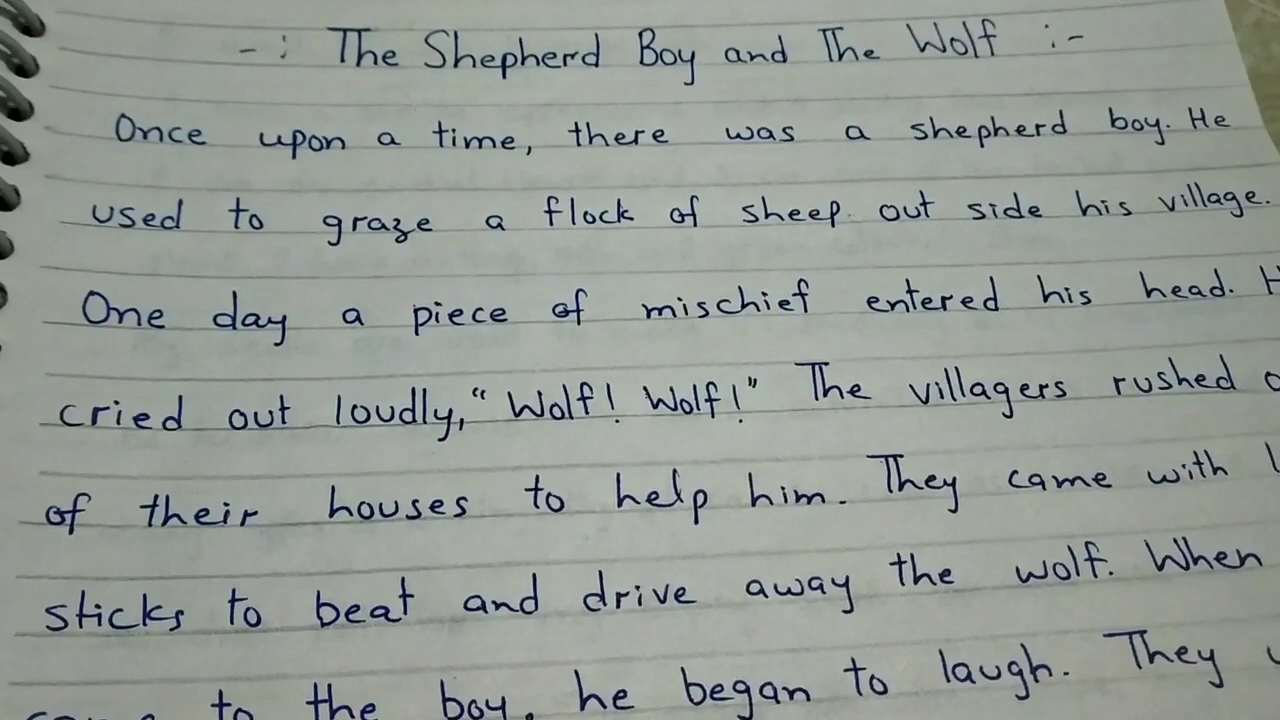 -: The Shepherd Boy and The Wolf :-
Once upon a time, there was a shepherd boy. He
used to graze a flock of sheep out side his village.
One day a piece of mischief entered his head. H
cried out loudly, "Wolf! Wolf!" The villagers rushed
of their houses to help him. They came with
sticks to beat and drive away the wolf. When
to the boy, he began to laugh. They